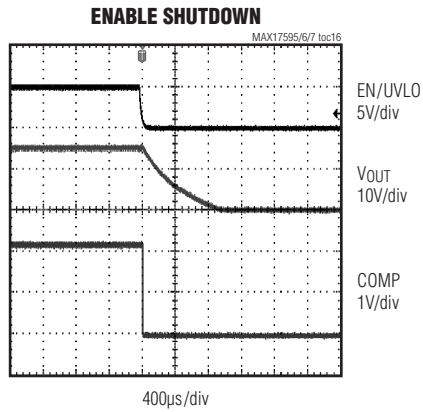 ENABLE SHUTDOWN
MAX17595/6/7 toc16
EN/UVLO
5V/div
VOUT
10V/div
COMP
1V/div
400µs/div